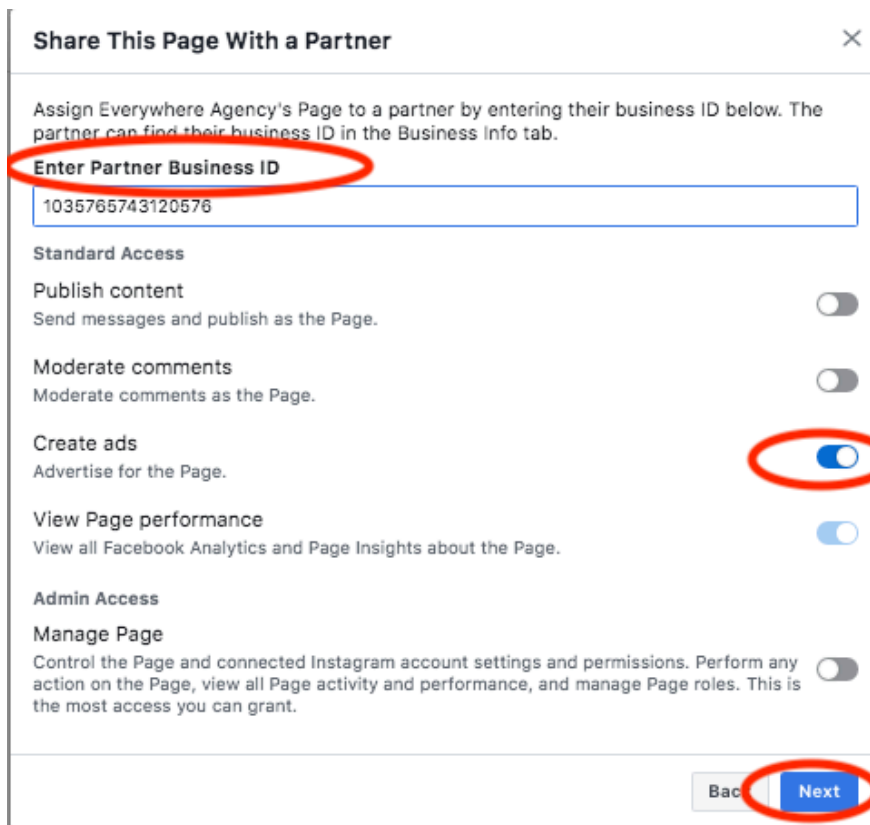 Share This Page With a Partner
Assign Everywhere Agency's Page to a partner by entering their business ID below. The
partner can find their business ID in the Business Info tab.
Enter Partner Business ID
1035765743120576
Standard Access
Publish content
Send messages and publish as the Page.
Moderate comments
Moderate comments as the Page.
Create ads
Advertise for the Page.
View Page performance
View all Facebook Analytics and Page Insights about the Page.
Admin Access
Manage Page
Control the Page and connected Instagram account settings and permissions. Perform any
action on the Page, view all Page activity and performance, and manage Page roles. This is
the most access you can grant.
Back Next